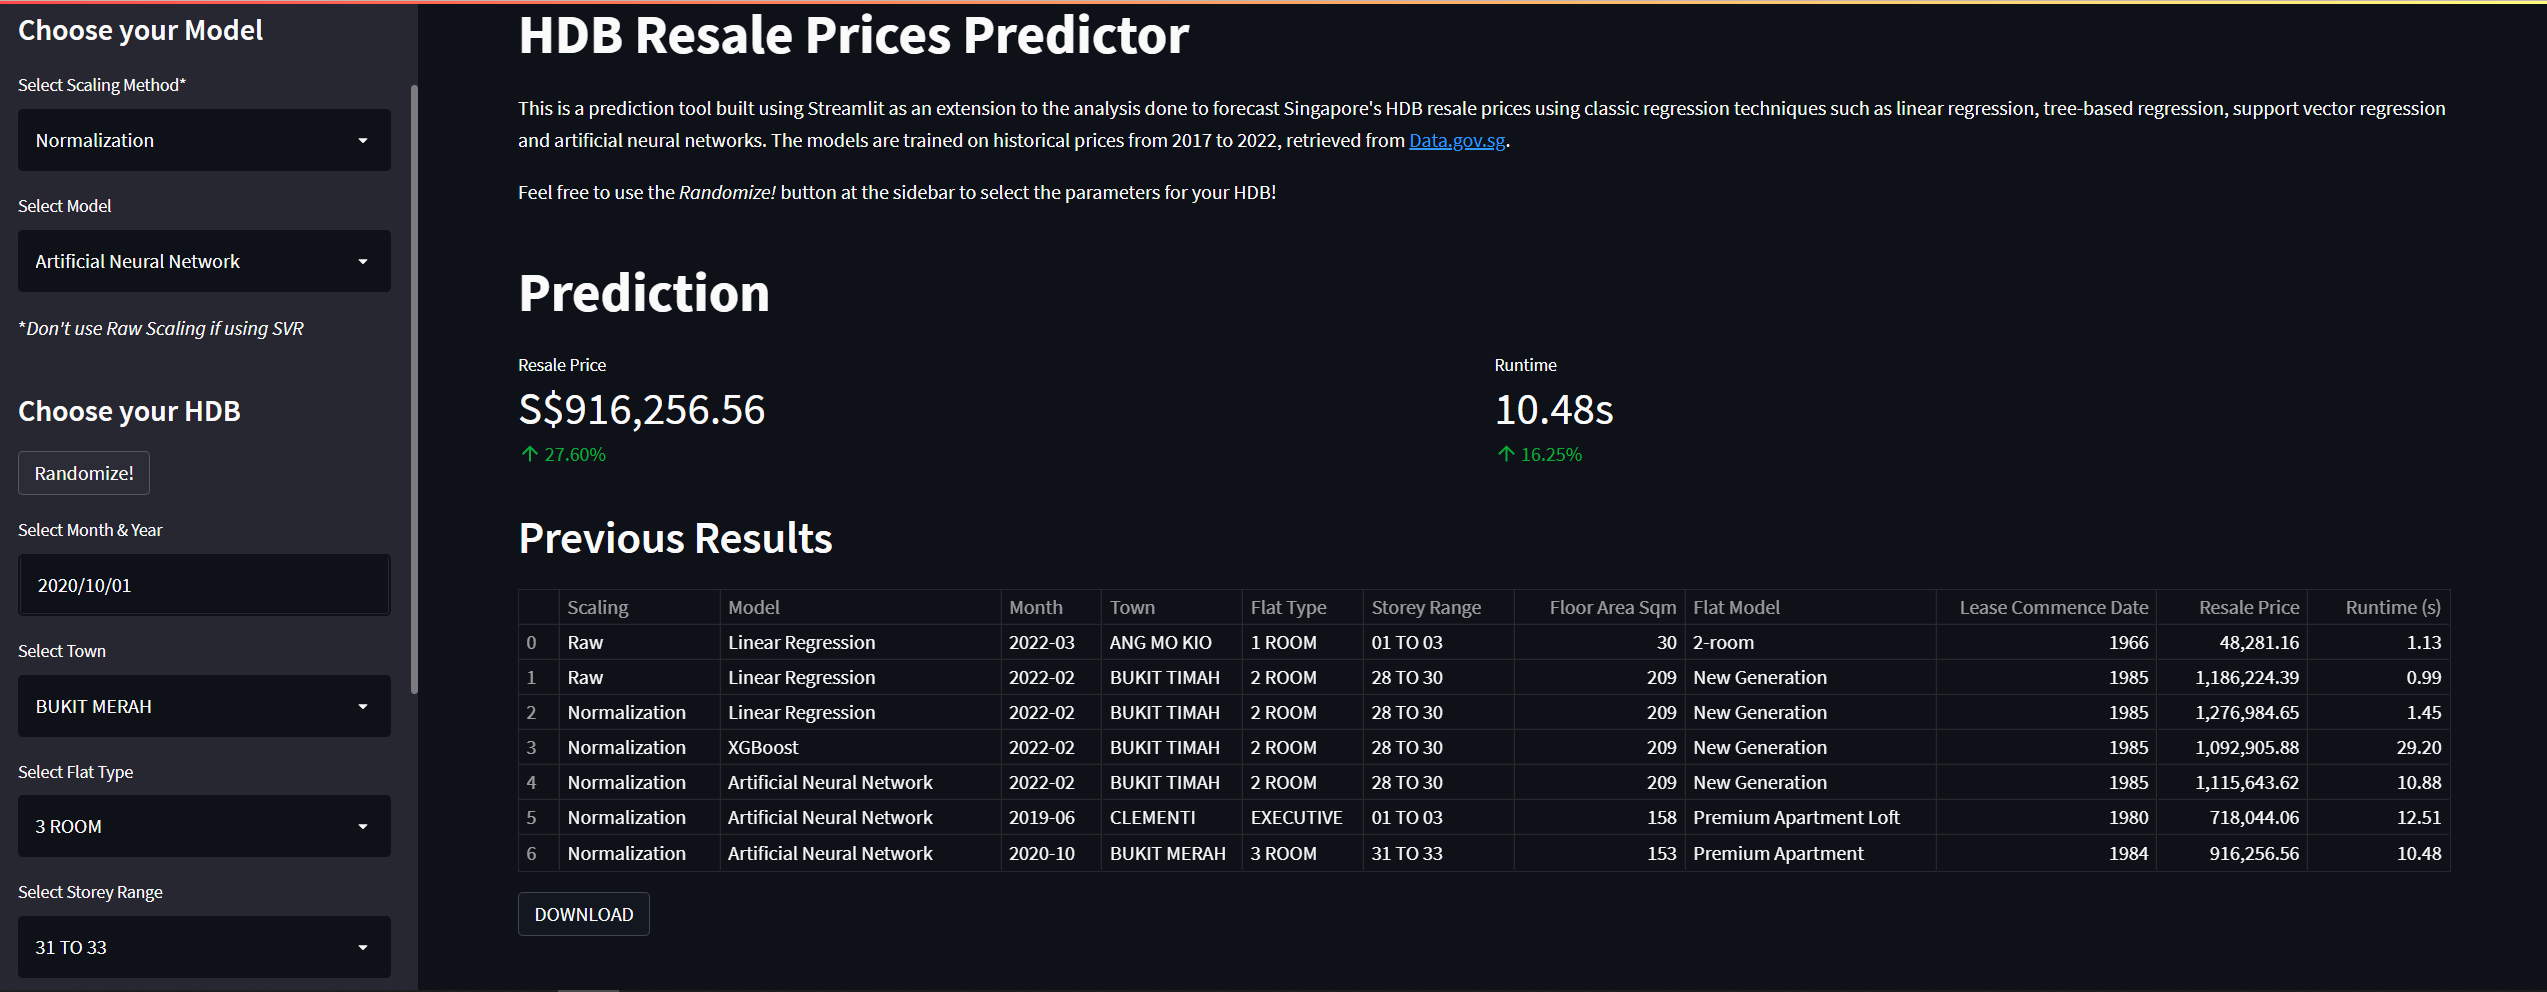 Choose your Model
Select Scaling Method*
Normalization
Select Model
Artificial Neural Network
*Don't use Raw Scaling if using SVR
Choose your HDB
Randomize!
Select Month & Year
2020/10/01
Select Town
BUKIT MERAH
Select Flat Type
3 ROOM
Select Storey Range
31 TO 33
HDB Resale Prices Predictor
This is a prediction tool built using Streamlit as an extension to the analysis done to forecast Singapore's HDB resale prices using classic regression techniques such as linear regression, tree-based regression, support vector regression
and artificial neural networks. The models are trained on historical prices from 2017 to 2022, retrieved from Data.gov.sg.
Feel free to use the Randomize! button at the sidebar to select the parameters for your HDB!
Prediction
Resale Price Runtime
S$916,256.56 10.48s
↑ 27.60% ↑ 16.25%
Previous Results
Scaling Model Month Town Flat Type Storey Range Floor Area Sqm Flat Model Lease Commence Date Resale Price Runtime (s)
0 Raw Linear Regression 2022-03 ANG MO KIO 1 ROOM 01 TO 03 30 2-room 1966 48,281.16 1.13
1 Raw Linear Regression 2022-02 BUKIT TIMAH 2 ROOM 28 TO 30 209 New Generation 1985 1,186,224.39 0.99
2 Normalization Linear Regression 2022-02 BUKIT TIMAH 2 ROOM 28 TO 30 209 New Generation 1985 1,276,984.65 1.45
3 Normalization XGBoost 2022-02 BUKIT TIMAH 2 ROOM 28 TO 30 209 New Generation 1985 1,092,905.88 29.20
4 Normalization Artificial Neural Network 2022-02 BUKIT TIMAH 2 ROOM 28 TO 30 209 New Generation 1985 1,115,643.62 10.88
5 Normalization Artificial Neural Network 2019-06 CLEMENTI EXECUTIVE 01 TO 03 158 Premium Apartment Loft 1980 718,044.06 12.51
6 Normalization Artificial Neural Network 2020-10 BUKIT MERAH 3 ROOM 31 TO 33 153 Premium Apartment 1984 916,256.56 10.48
DOWNLOAD